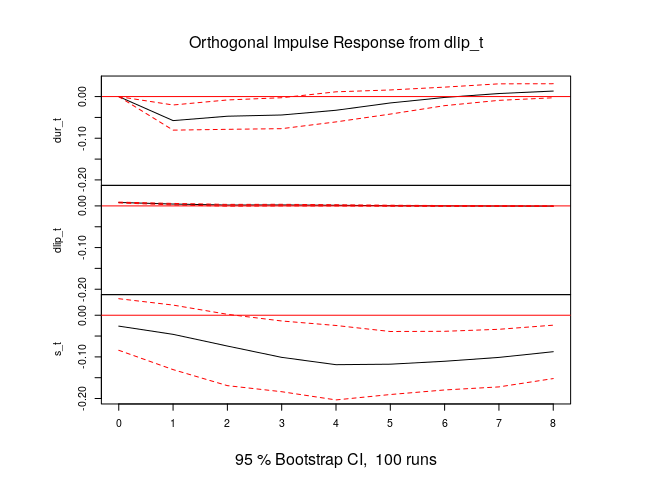 Orthogonal Impulse Response from dlip_t
dur_t
0.00
-0.10
-0.20
dlip_t
0.00
-0.10
-0.20
s_t
0.00
-0.10
-0.20
0 1 2 3 4 5 6 7 8
95 % Bootstrap CI,  100 runs